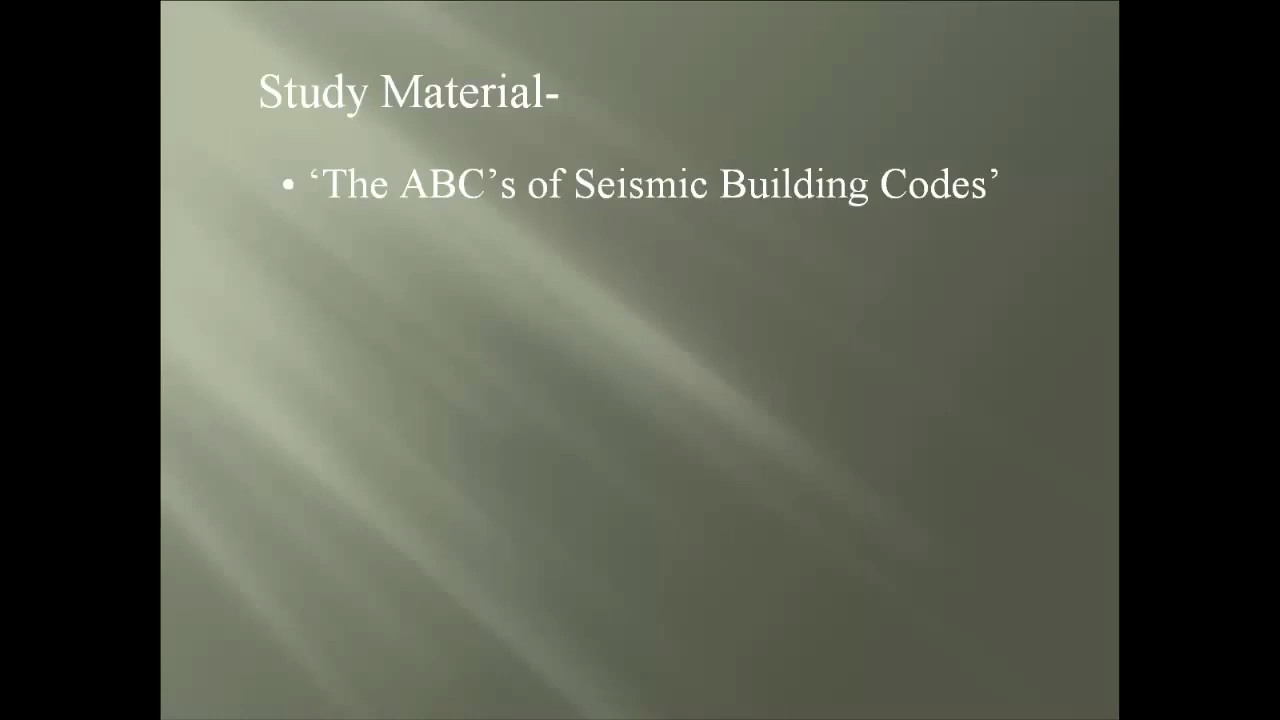 Study Material-
• ‘The ABC’s of Seismic Building Codes’